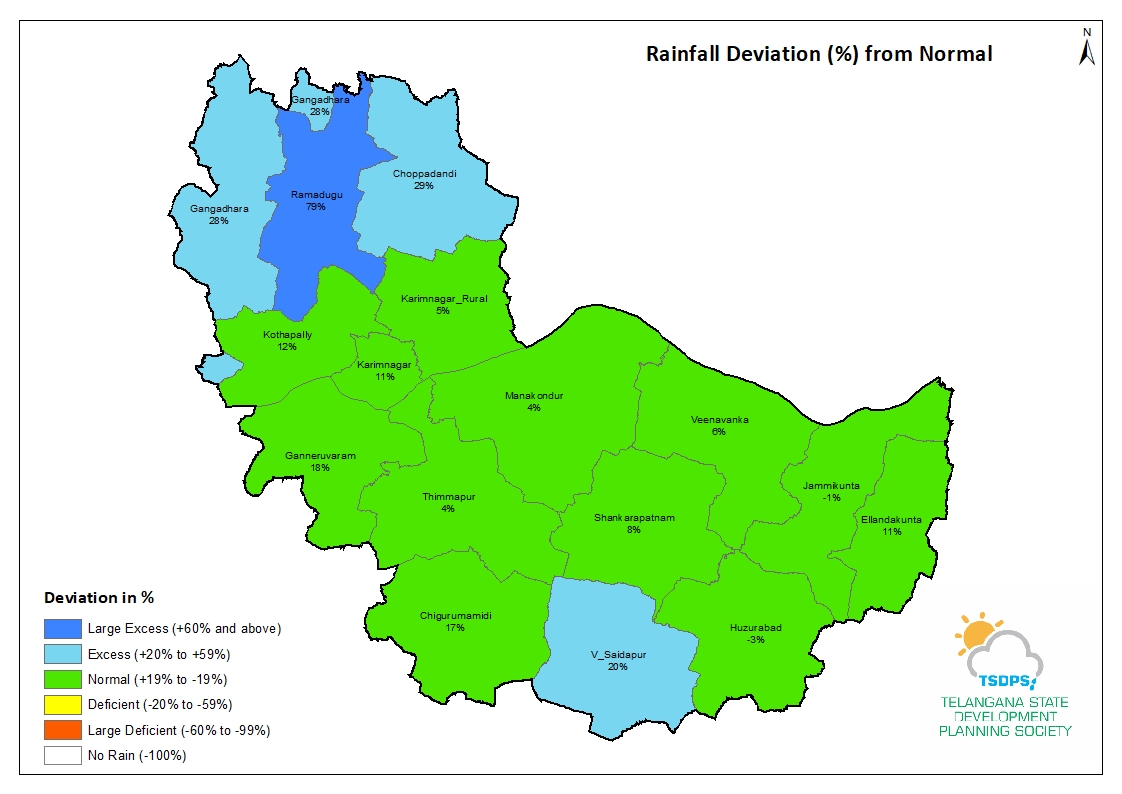 Rainfall Deviation (%) from Normal
N
Gangadhara
28%
Choppadandi
29%
Ramadugu
79%
Gangadhara
28%
Karimnagar_Rural
5%
Kothapally
12%
Karimnagar
11%
Manakondur
4%
Veenavanka
6%
Ganneruvaram
18%
Jammikunta
-1%
Thimmapur
4%
Shankarapatnam
8%
Ellandakunta
11%
Chigurumamidi
17%
Huzurabad
-3%
V_Saidapur
20%
Deviation in %
Large Excess (+60% and above)
Excess (+20% to +59%)
Normal (+19% to -19%)
Deficient (-20% to -59%)
Large Deficient (-60% to -99%)
No Rain (-100%)
TSDPS
TELANGANA STATE
DEVELOPMENT
PLANNING SOCIETY